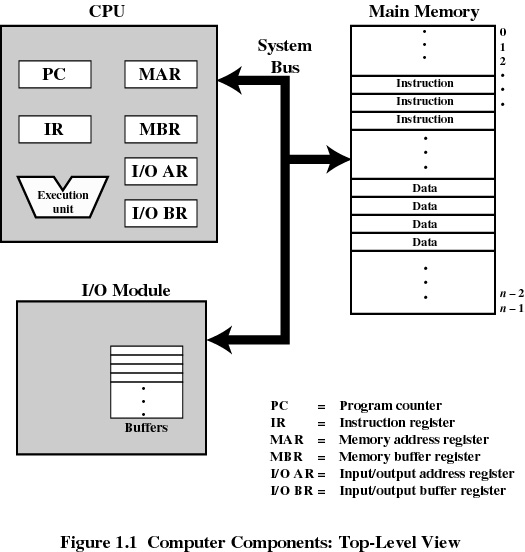 CPU
Main Memory
System
Bus
PC
MAR
IR
MBR
I/O AR
Execution
unit
I/O BR
0
1
2
Instruction
Instruction
Instruction
Data
Data
Data
Data
n – 2
n – 1
I/O Module
Buffers
PC = Program counter
IR = Instruction register
MAR = Memory address register
MBR = Memory buffer register
I/O AR = Input/output address register
I/O BR = Input/output buffer register
Figure 1.1 Computer Components: Top-Level View